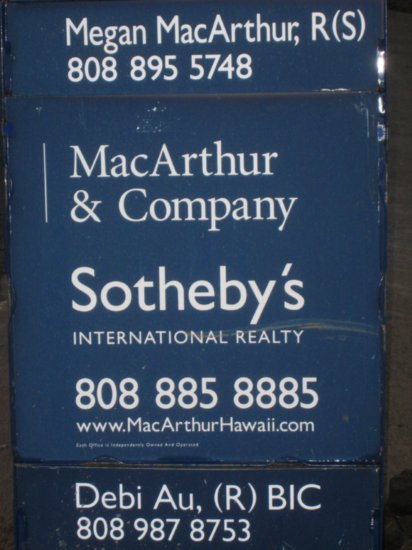 Megan MacArthur, R(S)
808 895 5748
MacArthur
& Company
Sotheby's
INTERNATIONAL REALTY
808 885 8885
www.MacArthurHawaii.com
Each Office is Independently Owned And Operated
Debi Au, (R) BIC
808 987 8753